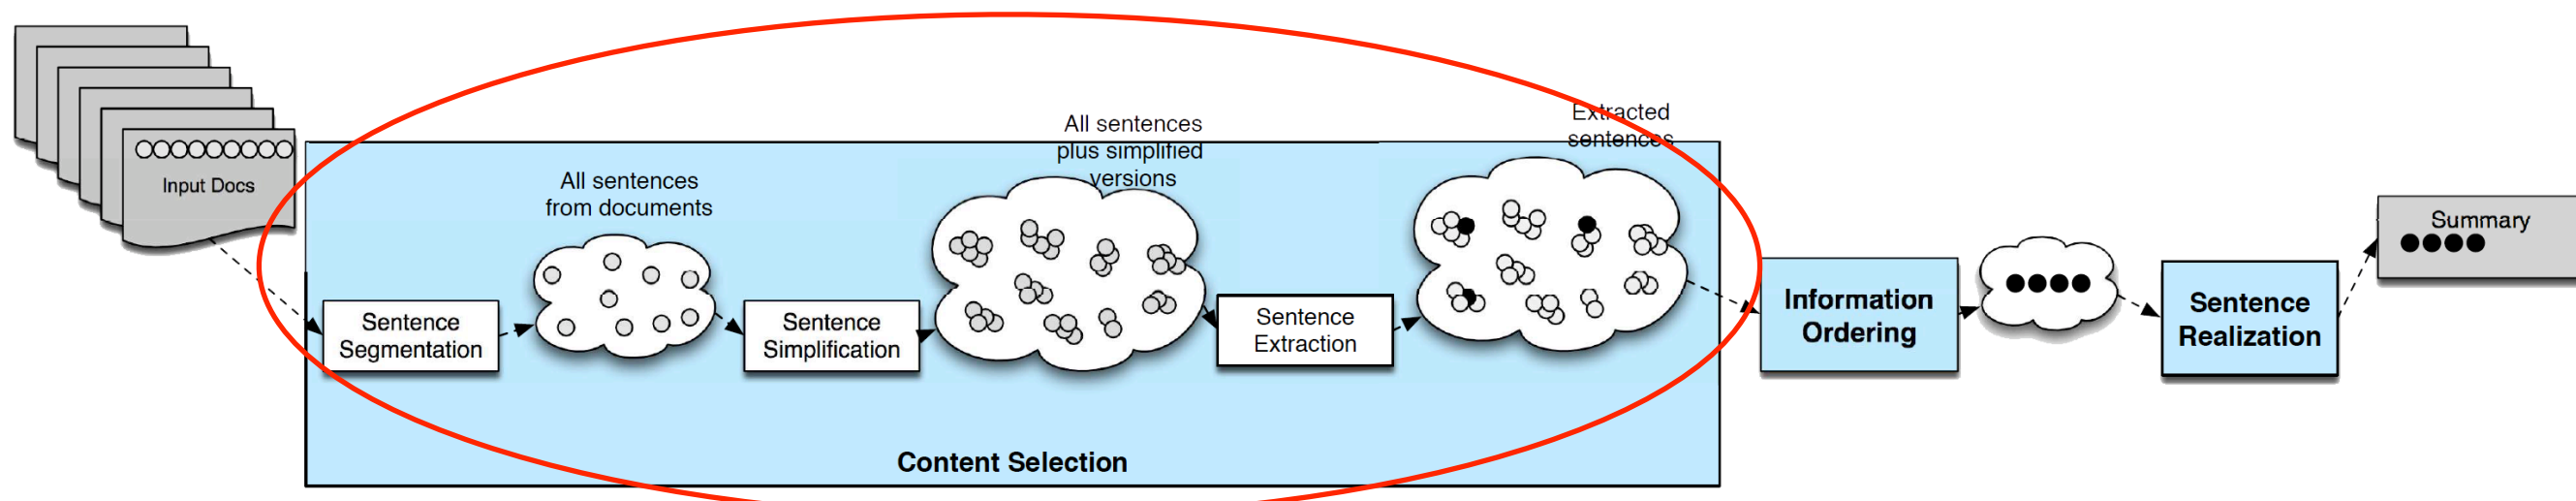 Input Docs
All sentences
from documents
Sentence
Segmentation
Sentence
Simplification
All sentences
plus simplified
versions
Sentence
Extraction
Extracted
sentences
Content Selection
Information
Ordering
Sentence
Realization
Summary